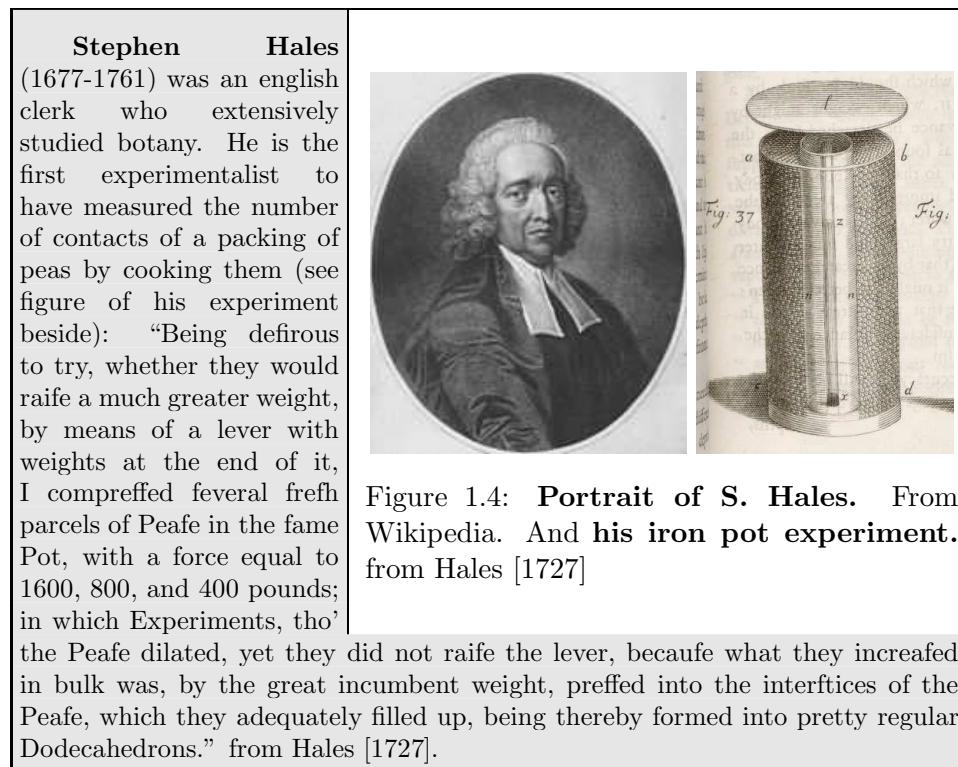 Stephen Hales
(1677-1761) was an english
clerk who extensively
studied botany. He is the
first experimentalist to
have measured the number
of contacts of a packing of
peas by cooking them (see
figure of his experiment
beside): “Being defirous
to try, whether they would
raife a much greater weight,
by means of a lever with
weights at the end of it,
I compreffed feveral frefh
parcels of Peafe in the fame
Pot, with a force equal to
1600, 800, and 400 pounds;
in which Experiments, tho’
the Peafe dilated, yet they did not raife the lever, becaufe what they increafed
in bulk was, by the great incumbent weight, preffed into the interftices of the
Peafe, which they adequately filled up, being thereby formed into pretty regular
Dodecahedrons.” from Hales [1727].
f
a b
Fig: 37. z Fig:
n n
c d
x
Figure 1.4: Portrait of S. Hales. From
Wikipedia. And his iron pot experiment.
from Hales [1727]